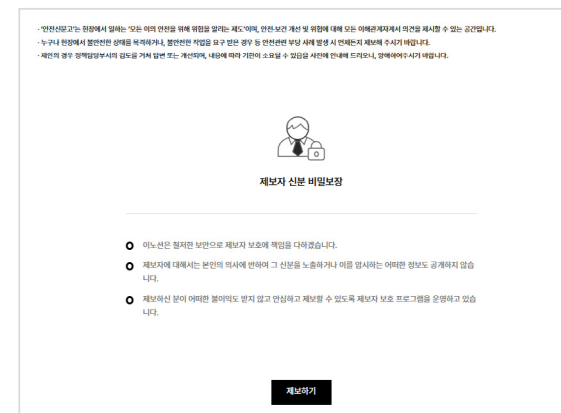 · '안전신문고'는 현장에서 일하는 '모든 이의 안전을 위해 위험을 알리는 제도'이며, 안전·보건 개선 및 위험에 대해 모든 이해관계자께서 의견을 제시할 수 있는 공간입니다.
· 누구나 현장에서 불안전한 상태를 목격하거나, 불안전한 작업을 요구 받은 경우 등 안전관련 부당 사례 발생 시 언제든지 제보해 주시기 바랍니다.
· 제안의 경우 정책담당부서의 검토를 거쳐 답변 또는 개선되며, 내용에 따라 기한이 소요될 수 있음을 사전에 안내해 드리오니, 양해하여주시기 바랍니다.
제보자 신분 비밀보장
이노션은 철저한 보안으로 제보자 보호에 책임을 다하겠습니다.
제보자에 대해서는 본인의 의사에 반하여 그 신분을 노출하거나 이를 암시하는 어떠한 정보도 공개하지 않습
니다.
제보하신 분이 어떠한 불이익도 받지 않고 안심하고 제보할 수 있도록 제보자 보호 프로그램을 운영하고 있습
니다.
제보하기